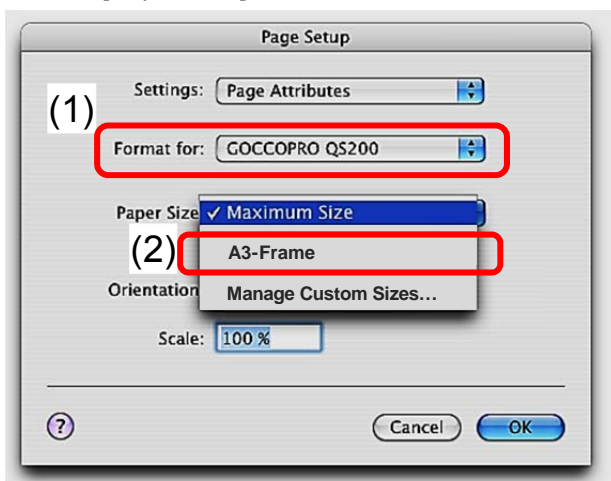 Page Setup
(1)
Settings: Page Attributes
Format for: GOCCOPRO QS200
Paper Size ✓ Maximum Size
(2)
A3-Frame
Orientation
Manage Custom Sizes...
Scale: 100 %
?
Cancel OK